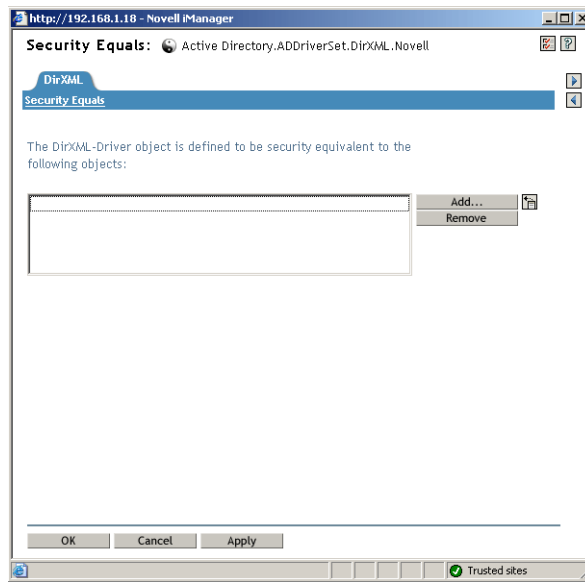 http://192.168.1.18 - Novell iManager
Security Equals: Active Directory.ADDriverSet.DirXML.Novell
DirXML
Security Equals
The DirXML-Driver object is defined to be security equivalent to the
following objects:
Add...
Remove
OK Cancel Apply
Trusted sites